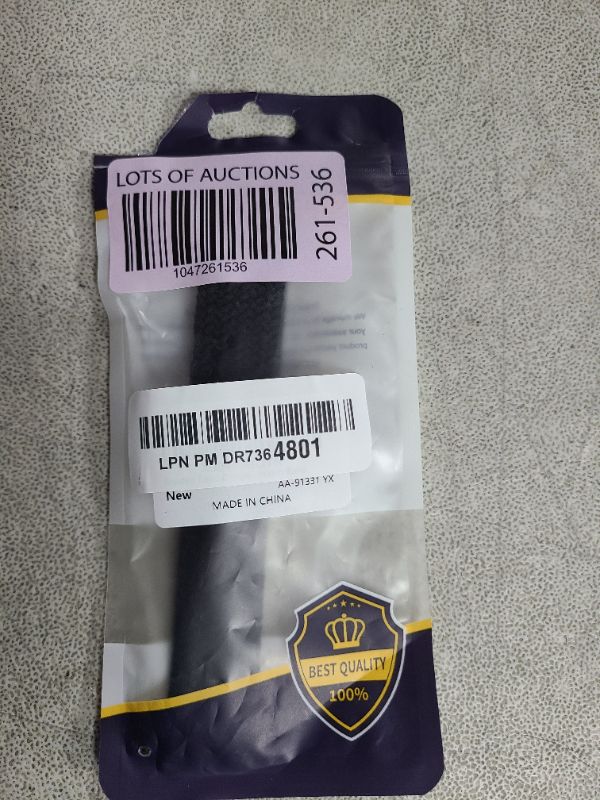 LOTS OF AUCTIONS
261-536
1047261536
LPN PM DR7364801
New
AA-91331 YX
MADE IN CHINA
BEST QUALITY
100%